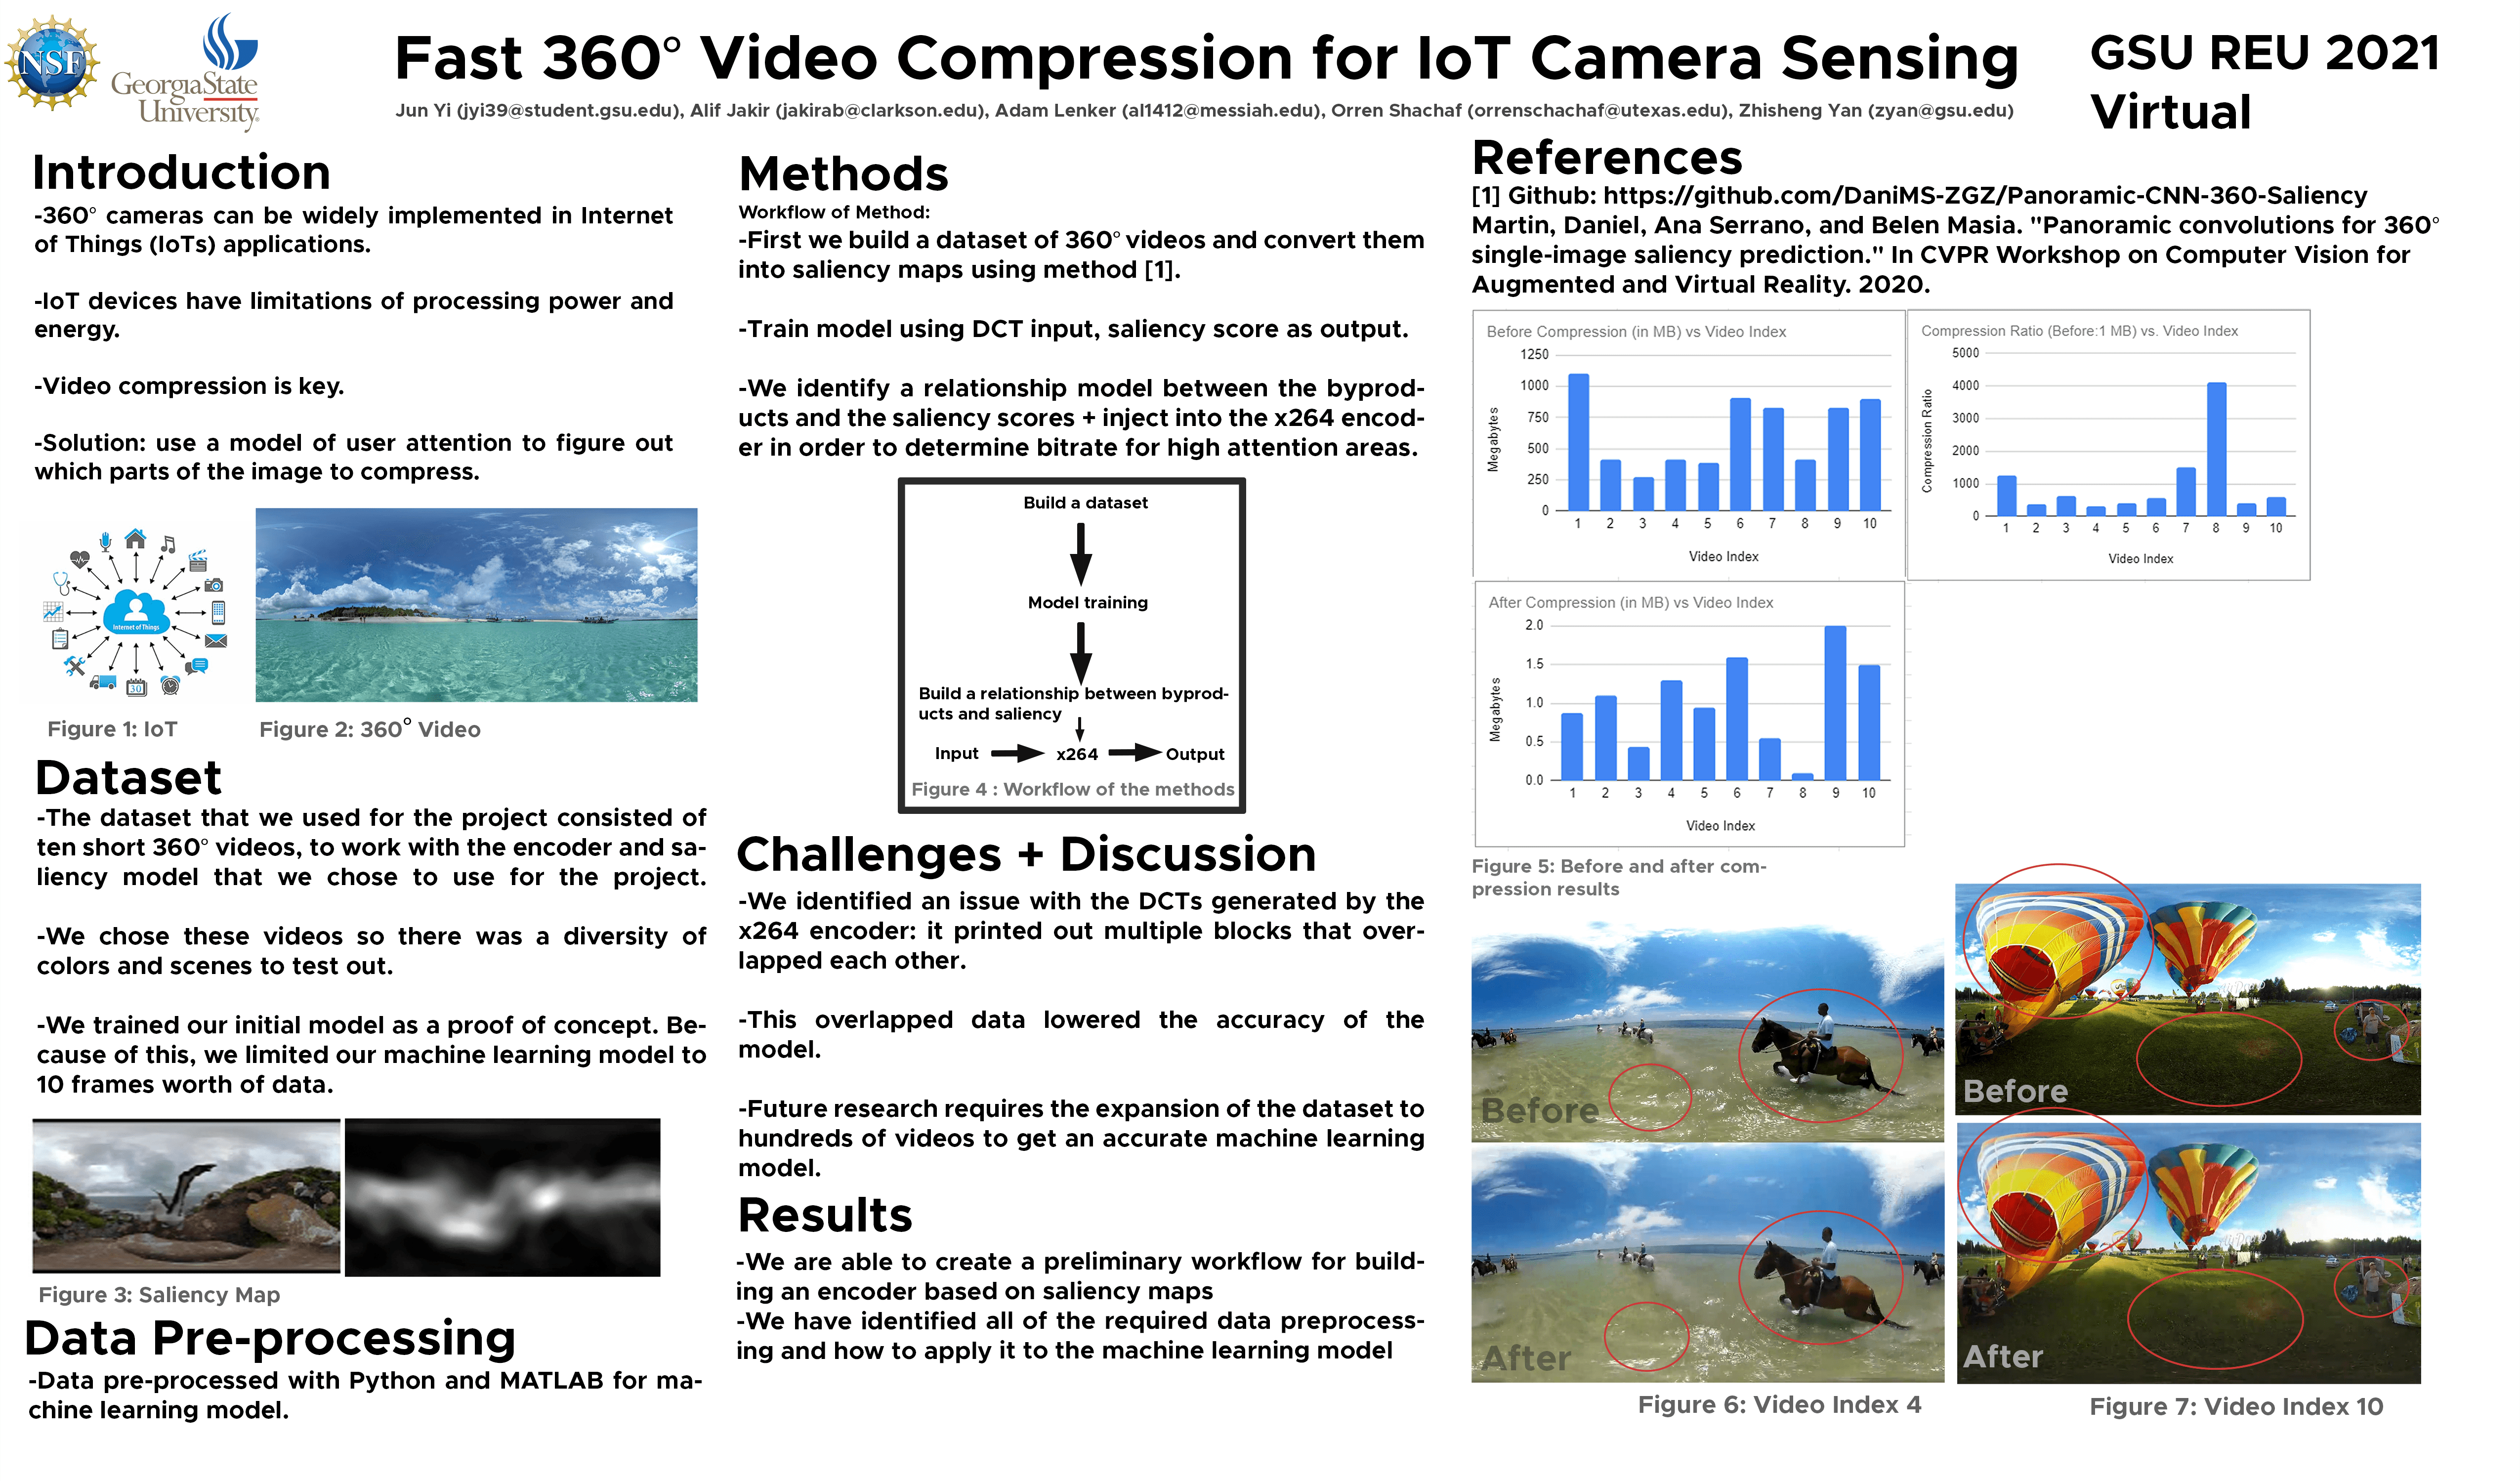 NSF
GeorgiaState
University
Fast 360° Video Compression for IoT Camera Sensing
Jun Yi (jyi39@student.gsu.edu), Alif Jakir (jakirab@clarkson.edu), Adam Lenker (al1412@messiah.edu), Orren Shachaf (orrenschachaf@utexas.edu), Zhisheng Yan (zyan@gsu.edu)
GSU REU 2021
Virtual
Introduction
-360° cameras can be widely implemented in Internet
of Things (IoTs) applications.
-IoT devices have limitations of processing power and
energy.
-Video compression is key.
-Solution: use a model of user attention to figure out
which parts of the image to compress.
Internet of Things
30
Figure 1: IoT
Figure 2: 360° Video
Dataset
-The dataset that we used for the project consisted of
ten short 360° videos, to work with the encoder and sa-
liency model that we chose to use for the project.
-We chose these videos so there was a diversity of
colors and scenes to test out.
-We trained our initial model as a proof of concept. Be-
cause of this, we limited our machine learning model to
10 frames worth of data.
Figure 3: Saliency Map
Data Pre-processing
-Data pre-processed with Python and MATLAB for ma-
chine learning model.
Methods
Workflow of Method:
-First we build a dataset of 360° videos and convert them
into saliency maps using method [1].
-Train model using DCT input, saliency score as output.
-We identify a relationship model between the byprod-
ucts and the saliency scores + inject into the x264 encod-
er in order to determine bitrate for high attention areas.
Build a dataset
Model training
Build a relationship between byprod-
ucts and saliency
Input x264 Output
Figure 4 : Workflow of the methods
Challenges + Discussion
-We identified an issue with the DCTs generated by the
x264 encoder: it printed out multiple blocks that over-
lapped each other.
-This overlapped data lowered the accuracy of the
model.
-Future research requires the expansion of the dataset to
hundreds of videos to get an accurate machine learning
model.
Results
-We are able to create a preliminary workflow for build-
ing an encoder based on saliency maps
-We have identified all of the required data preprocess-
ing and how to apply it to the machine learning model
References
[1] Github: https://github.com/DaniMS-ZGZ/Panoramic-CNN-360-Saliency
Martin, Daniel, Ana Serrano, and Belen Masia. "Panoramic convolutions for 360°
single-image saliency prediction." In CVPR Workshop on Computer Vision for
Augmented and Virtual Reality. 2020.
Before Compression (in MB) vs Video Index
Megabytes
1250
1000
750
500
250
0
1 2 3 4 5 6 7 8 9 10
Video Index
Compression Ratio (Before:1 MB) vs. Video Index
Compression Ratio
5000
4000
3000
2000
1000
0
1 2 3 4 5 6 7 8 9 10
Video Index
After Compression (in MB) vs Video Index
Megabytes
2.0
1.5
1.0
0.5
0.0
1 2 3 4 5 6 7 8 9 10
Video Index
Figure 5: Before and after com-
pression results
Before
After
Figure 6: Video Index 4
Before
After
Figure 7: Video Index 10